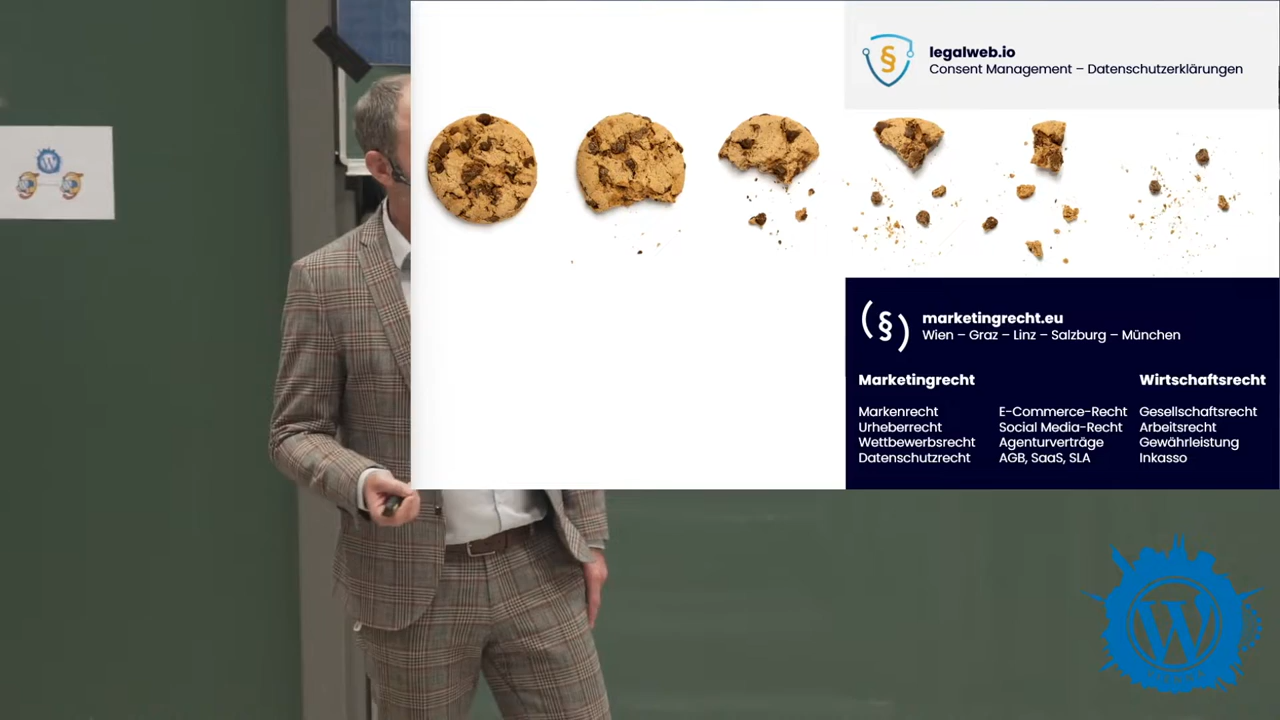 legalweb.io
Consent Management – Datenschutzerklärungen
marketingrecht.eu
Wien – Graz – Linz – Salzburg – München
Marketingrecht
Markenrecht
Urheberrecht
Wettbewerbsrecht
Datenschutzrecht
E-Commerce-Recht
Social Media-Recht
Agenturverträge
AGB, SaaS, SLA
Wirtschaftsrecht
Gesellschaftsrecht
Arbeitsrecht
Gewährleistung
Inkasso